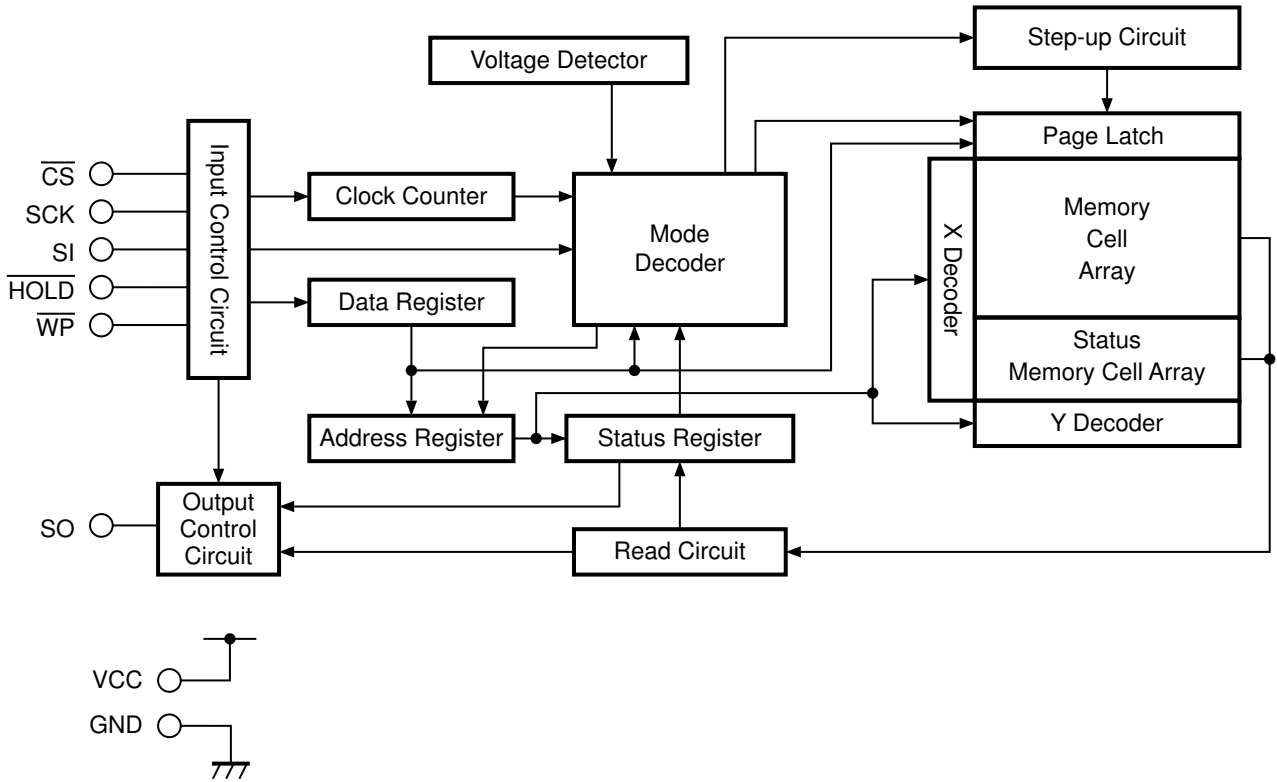 Step-up Circuit
Voltage Detector
Page Latch
Input Control Circuit
CS
SCK
SI
HOLD
WP
Clock Counter
Mode
Decoder
Data Register
X Decoder
Memory
Cell
Array
Status
Memory Cell Array
Y Decoder
Address Register
Status Register
SO
Output
Control
Circuit
Read Circuit
VCC
GND